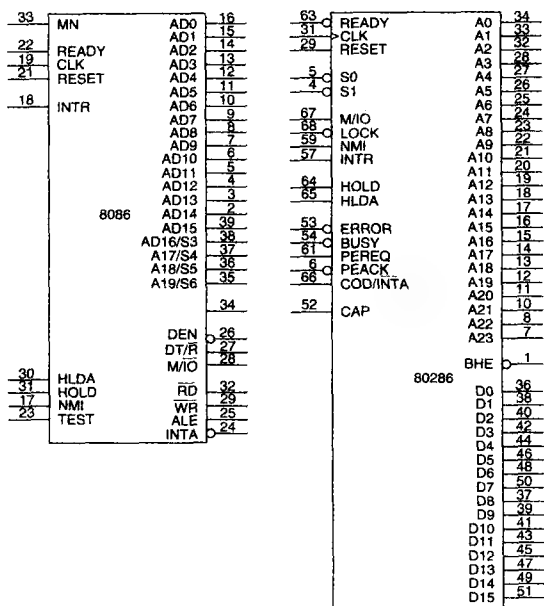 33 MN
22 READY
19 CLK
21 RESET
18 INTR
8086
30 HLDA
31 HOLD
17 NMI
23 TEST
AD0 16
AD1 15
AD2 14
AD3 13
AD4 12
AD5 11
AD6 10
AD7 9
AD8 8
AD9 7
AD10 6
AD11 5
AD12 4
AD13 3
AD14 2
AD15 39
AD16/S3 38
A17/S4 37
A18/S5 36
A19/S6 35
34
DEN 26
DT/R̅ 27
M/I̅O̅ 28
R̅D̅ 32
W̅R̅ 29
ALE 25
INTA 24
63 READY
31 CLK
29 RESET
5 S0
4 S1
67 M/IO
68 LOCK
59 NMI
57 INTR
64 HOLD
65 HLDA
53 ERROR
54 BUSY
61 PEREQ
6 PEACK
66 COD/I̅N̅T̅A̅
52 CAP
80286
A0 34
A1 33
A2 32
A3 28
A4 27
A5 26
A6 25
A7 24
A8 23
A9 22
A10 21
A11 20
A12 19
A13 18
A14 17
A15 16
A16 15
A17 14
A18 13
A19 12
A20 11
A21 10
A22 8
A23 7
BHE 1
D0 36
D1 38
D2 40
D3 42
D4 44
D5 46
D6 48
D7 50
D8 37
D9 39
D10 41
D11 43
D12 45
D13 47
D14 49
D15 51